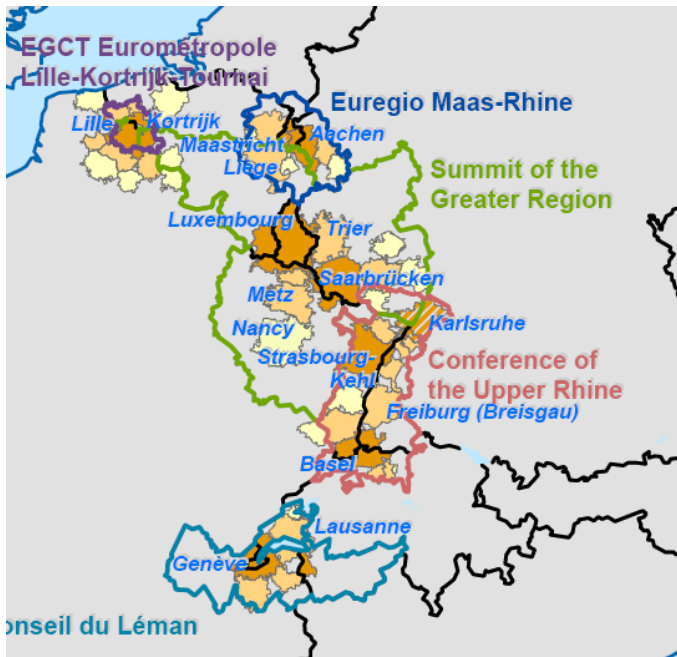 EGCT Eurométropole
Lille-Kortrijk-Tournai
Lille
Kortrijk
Euregio Maas-Rhine
Aachen
Maastricht
Liège
Summit of the
Greater Region
Luxembourg
Trier
Saarbrücken
Metz
Nancy
Karlsruhe
Strasbourg-
Kehl
Conference of
the Upper Rhine
Freiburg (Breisgau)
Basel
Lausanne
Genève
onseil du Léman